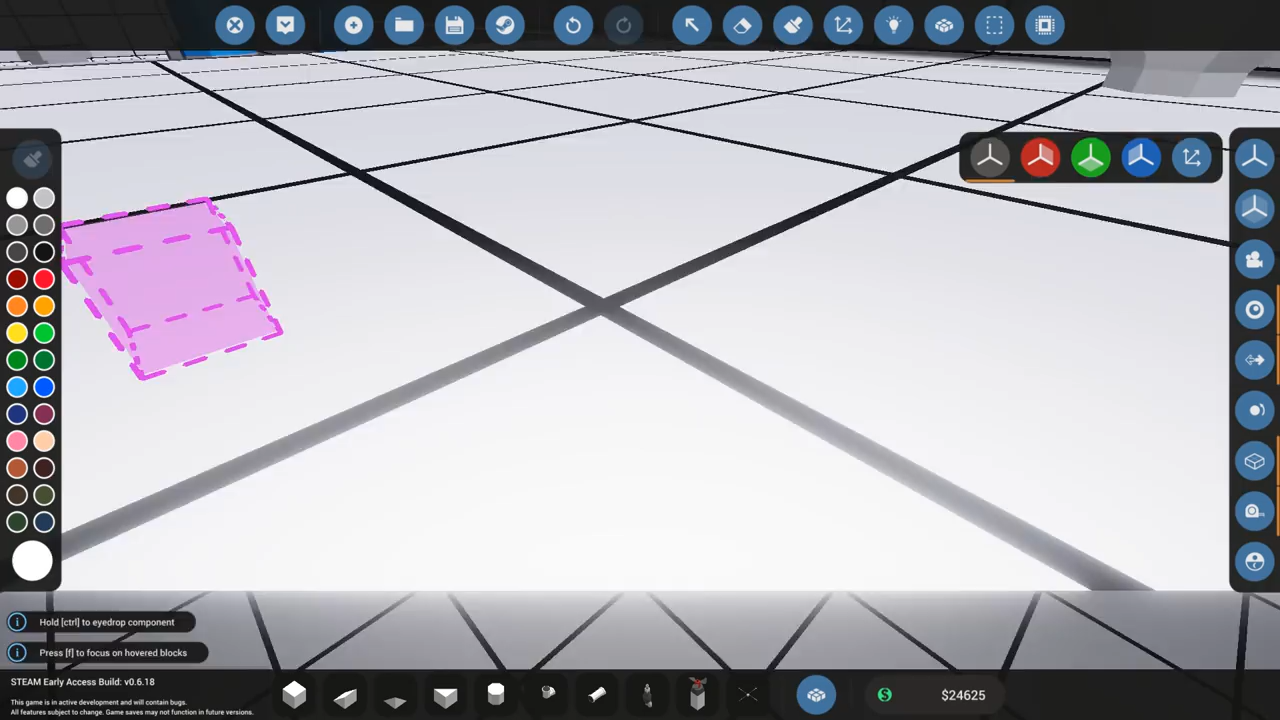 Hold [ctrl] to eyedrop component
Press [f] to focus on hovered blocks
STEAM Early Access Build: v0.6.18
This game is in active development and will contain bugs.
All features subject to change. Game saves may not function in future versions.
$24625